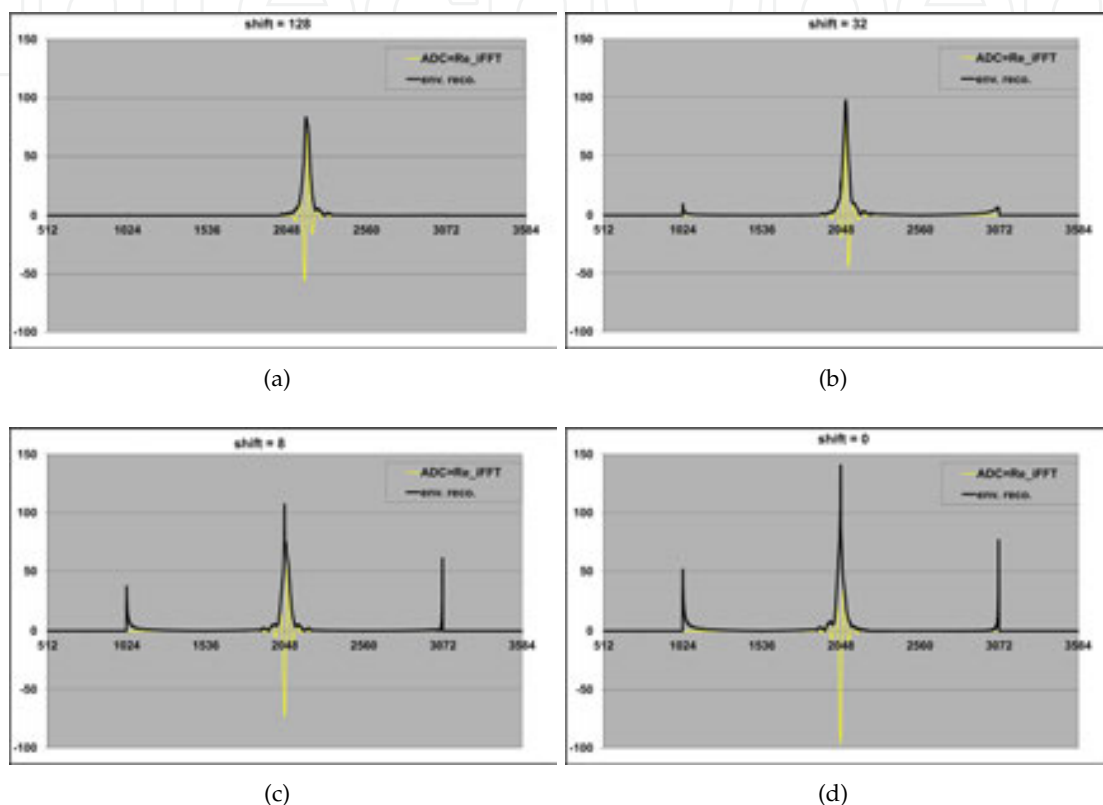 shift = 128
150
100
50
0
-50
-100
512 1024 1536 2048 2560 3072 3584
ADC=Re_iFFT
env. reco.
(a)
shift = 32
150
100
50
0
-50
-100
512 1024 1536 2048 2560 3072 3584
ADC=Re_iFFT
env. reco.
(b)
shift = 8
150
100
50
0
-50
-100
512 1024 1536 2048 2560 3072 3584
ADC=Re_iFFT
env. reco.
(c)
shift = 0
150
100
50
0
-50
-100
512 1024 1536 2048 2560 3072 3584
ADC=Re_iFFT
env. reco.
(d)